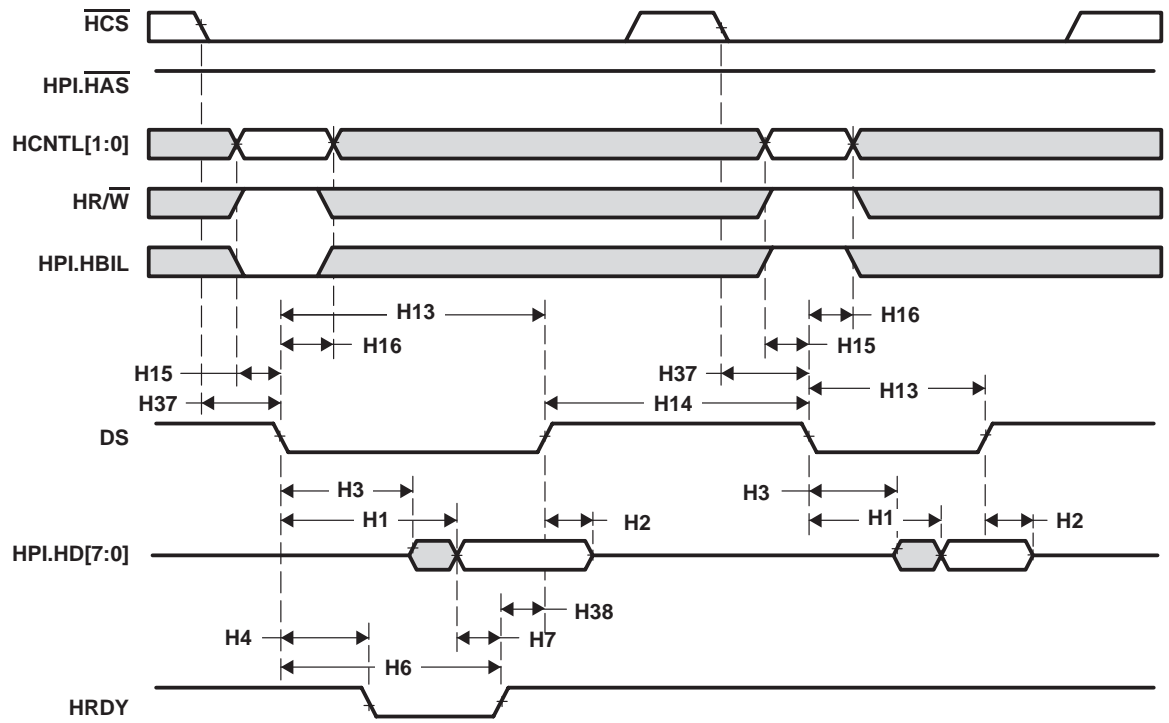 HCS
HPI.HAS
HCNTL[1:0]
HR/W
HPI.HBIL
H13
H16
H16
H15
H15
H37
H13
H37
H14
DS
H3
H3
H1
H2
H1
H2
HPI.HD[7:0]
H38
H4
H7
H6
HRDY